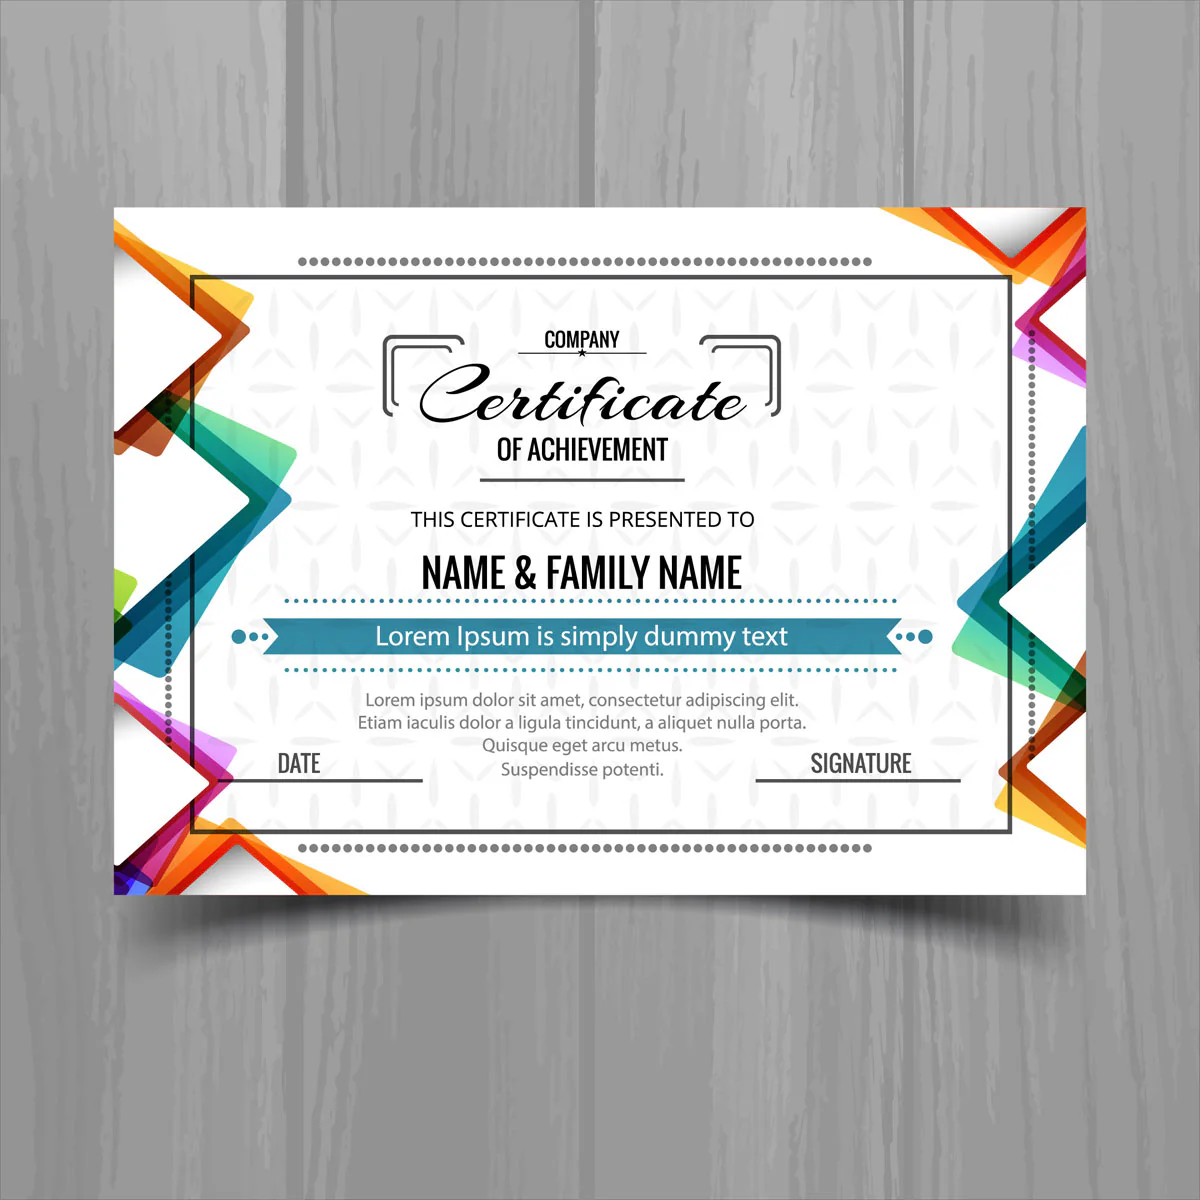 COMPANY
Certificate
OF ACHIEVEMENT
THIS CERTIFICATE IS PRESENTED TO
NAME & FAMILY NAME
Lorem Ipsum is simply dummy text
Lorem ipsum dolor sit amet, consectetur adipiscing elit.
Etiam iaculis dolor a ligula tincidunt, a aliquet nulla porta.
Quisque eget arcu metus.
Suspendisse potenti.
DATE
SIGNATURE